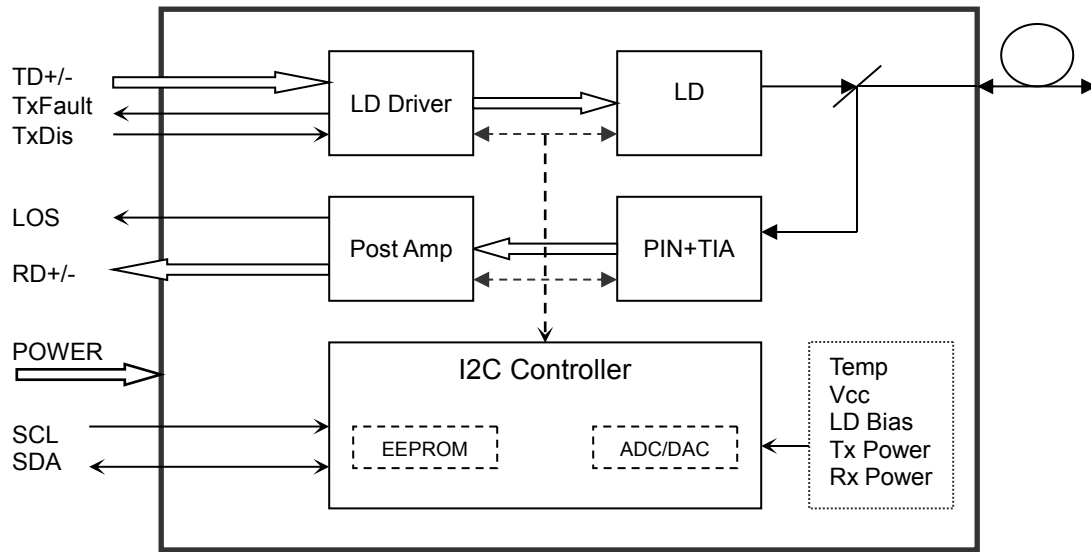 TD+/-
TxFault
TxDis
LD Driver
LD
LOS
RD+/-
Post Amp
PIN+TIA
POWER
SCL
SDA
I2C Controller
EEPROM
ADC/DAC
Temp
Vcc
LD Bias
Tx Power
Rx Power